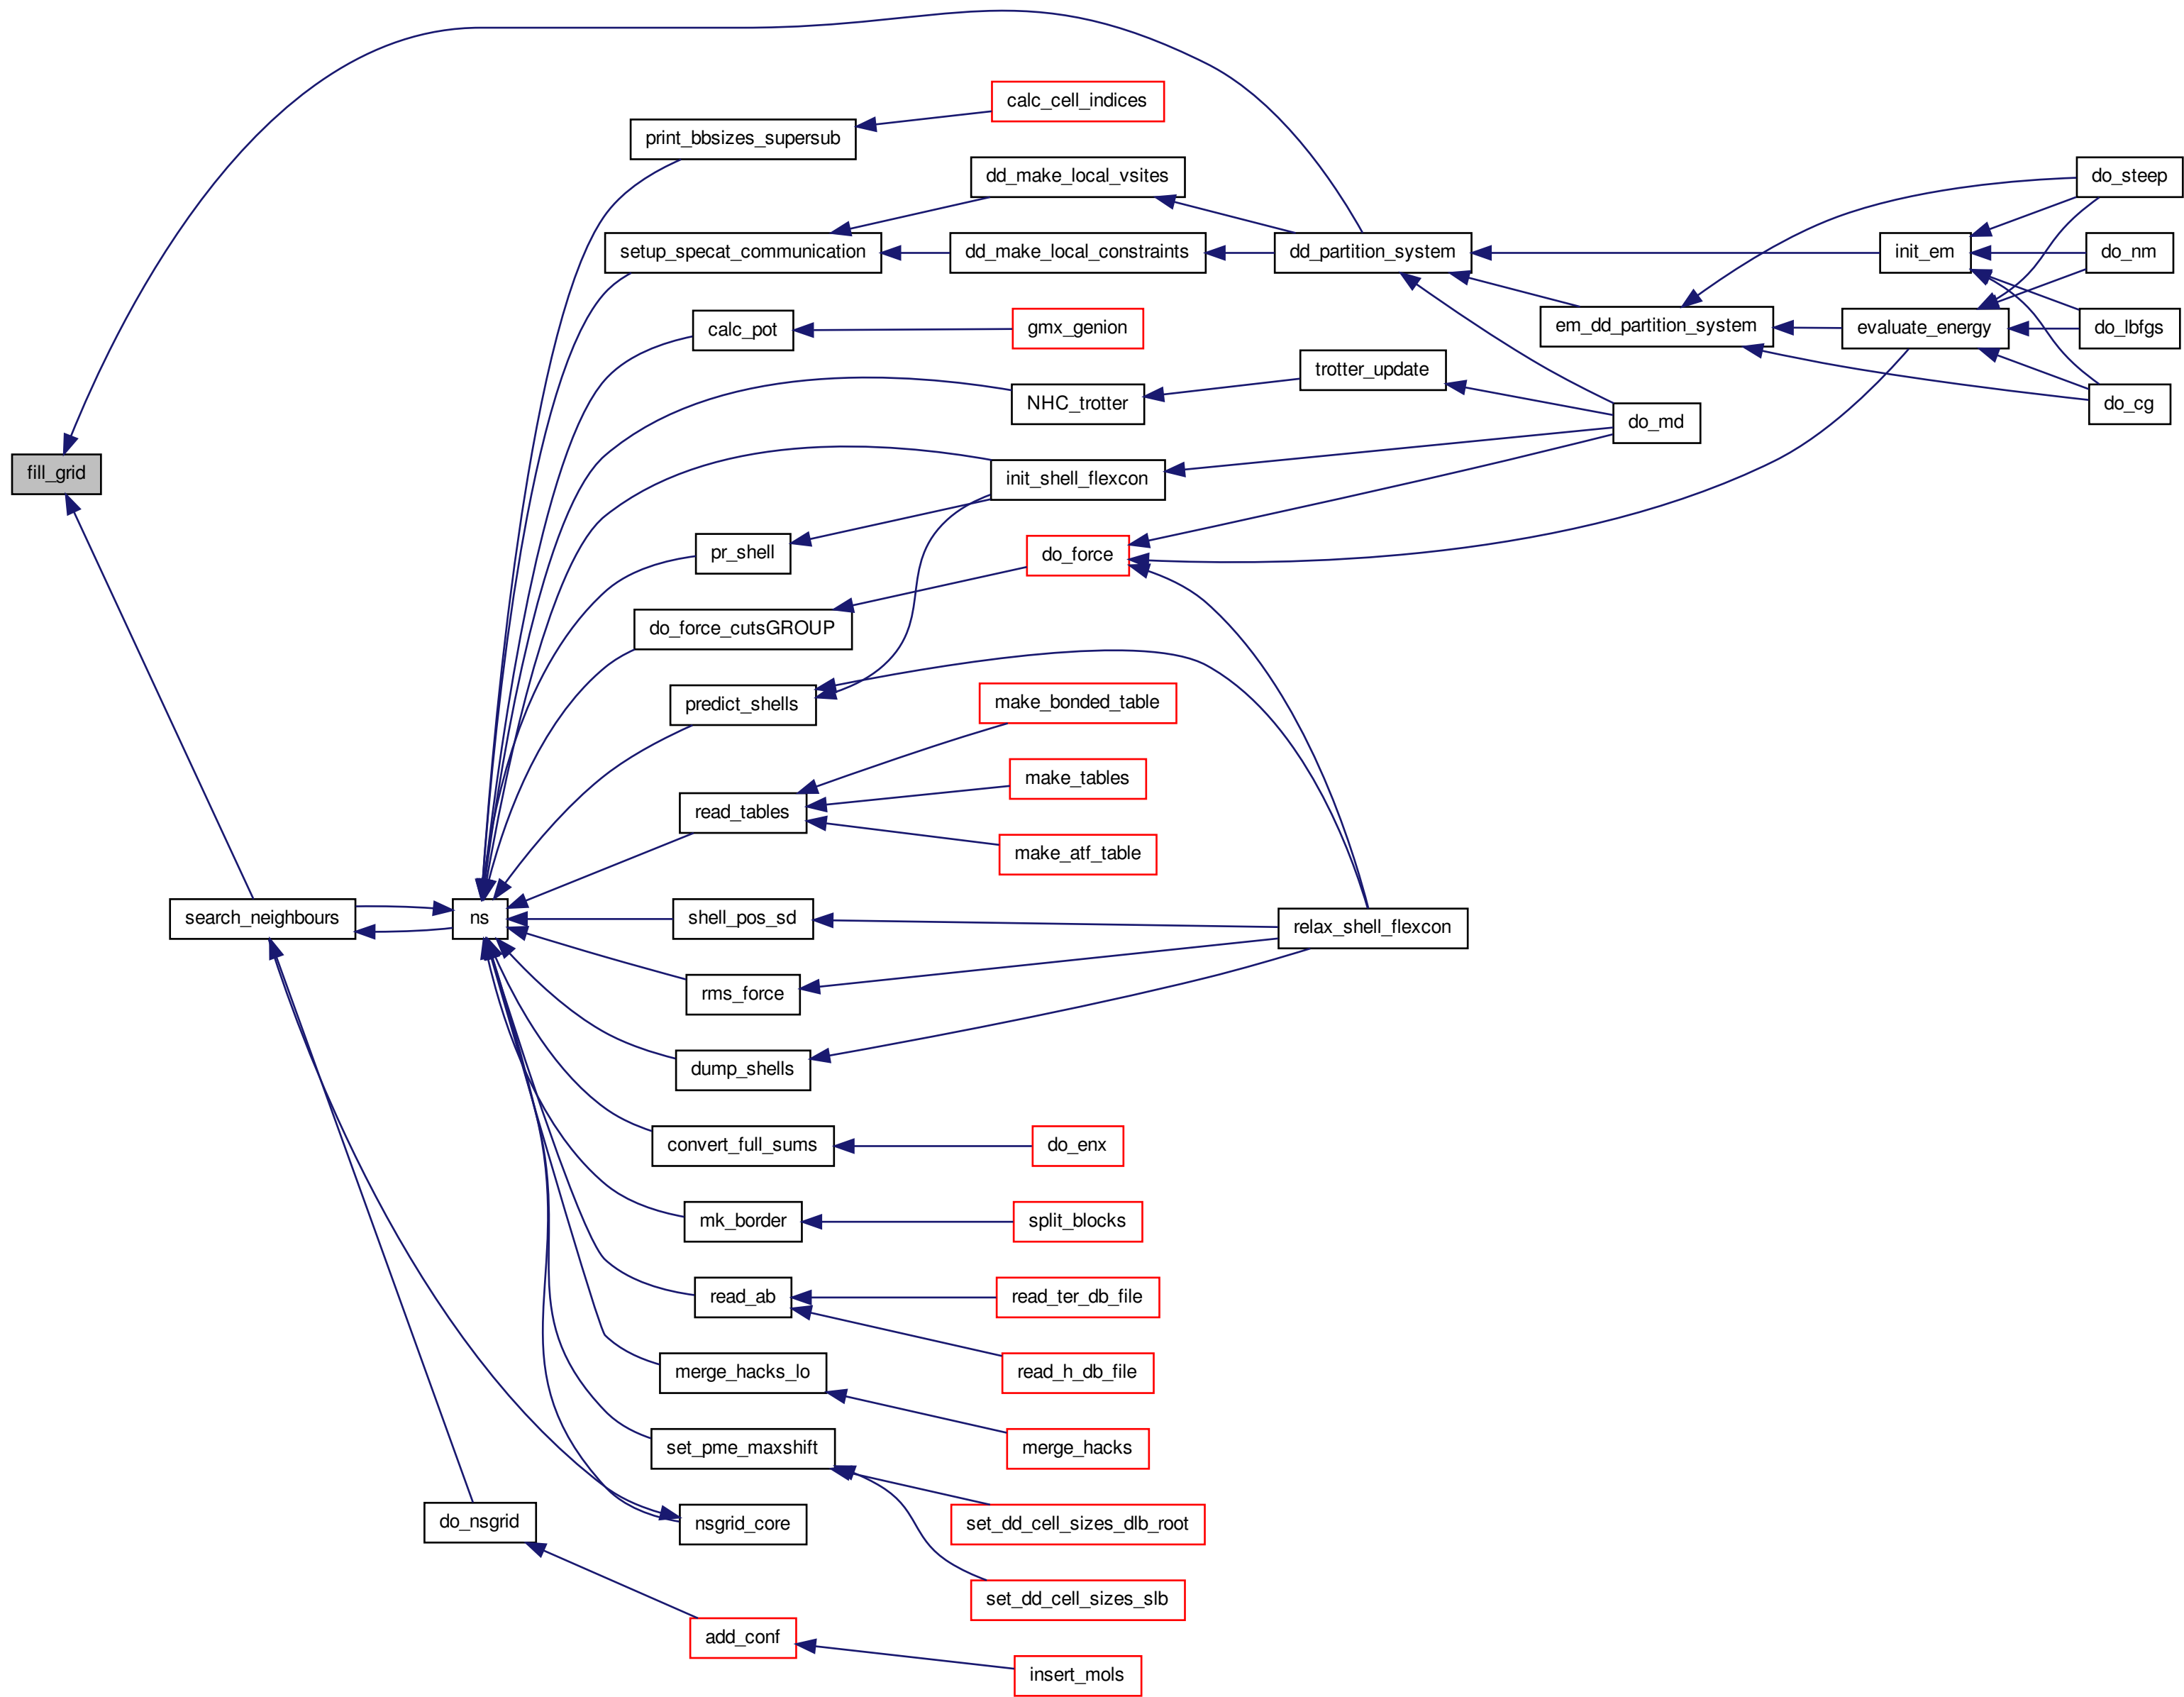 fill_grid
search_neighbours
ns
do_nsgrid
print_bbsizes_supersub
setup_specat_communication
calc_pot
pr_shell
do_force_cutsGROUP
predict_shells
read_tables
shell_pos_sd
rms_force
dump_shells
convert_full_sums
mk_border
read_ab
merge_hacks_lo
set_pme_maxshift
nsgrid_core
add_conf
calc_cell_indices
dd_make_local_vsites
dd_make_local_constraints
gmx_genion
NHC_trotter
init_shell_flexcon
do_force
make_bonded_table
make_tables
make_atf_table
do_enx
split_blocks
read_ter_db_file
read_h_db_file
merge_hacks
set_dd_cell_sizes_dlb_root
set_dd_cell_sizes_slb
insert_mols
dd_partition_system
trotter_update
relax_shell_flexcon
em_dd_partition_system
do_md
init_em
evaluate_energy
do_steep
do_nm
do_lbfgs
do_cg